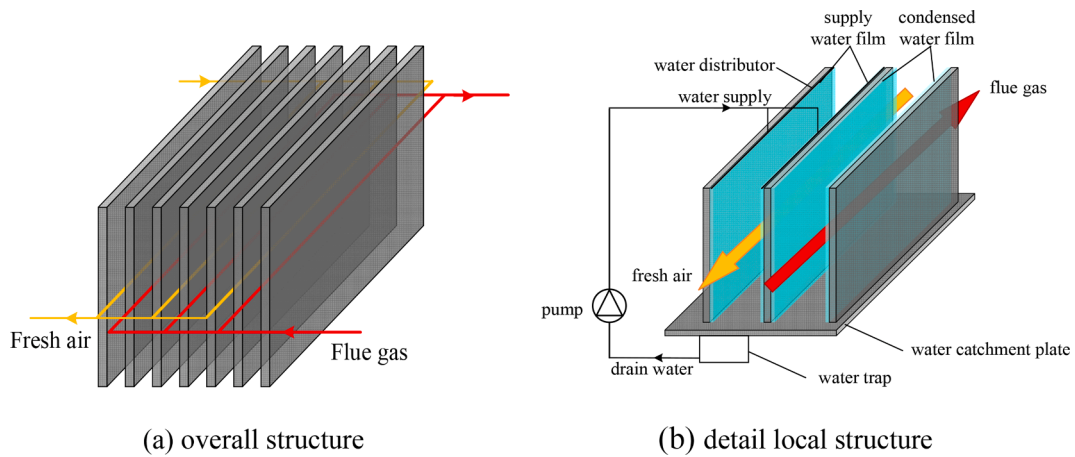 Fresh air
Flue gas
(a) overall structure
supply
water film
condensed
water film
water distributor
water supply
flue gas
fresh air
pump
drain water
water trap
water catchment plate
(b) detail local structure